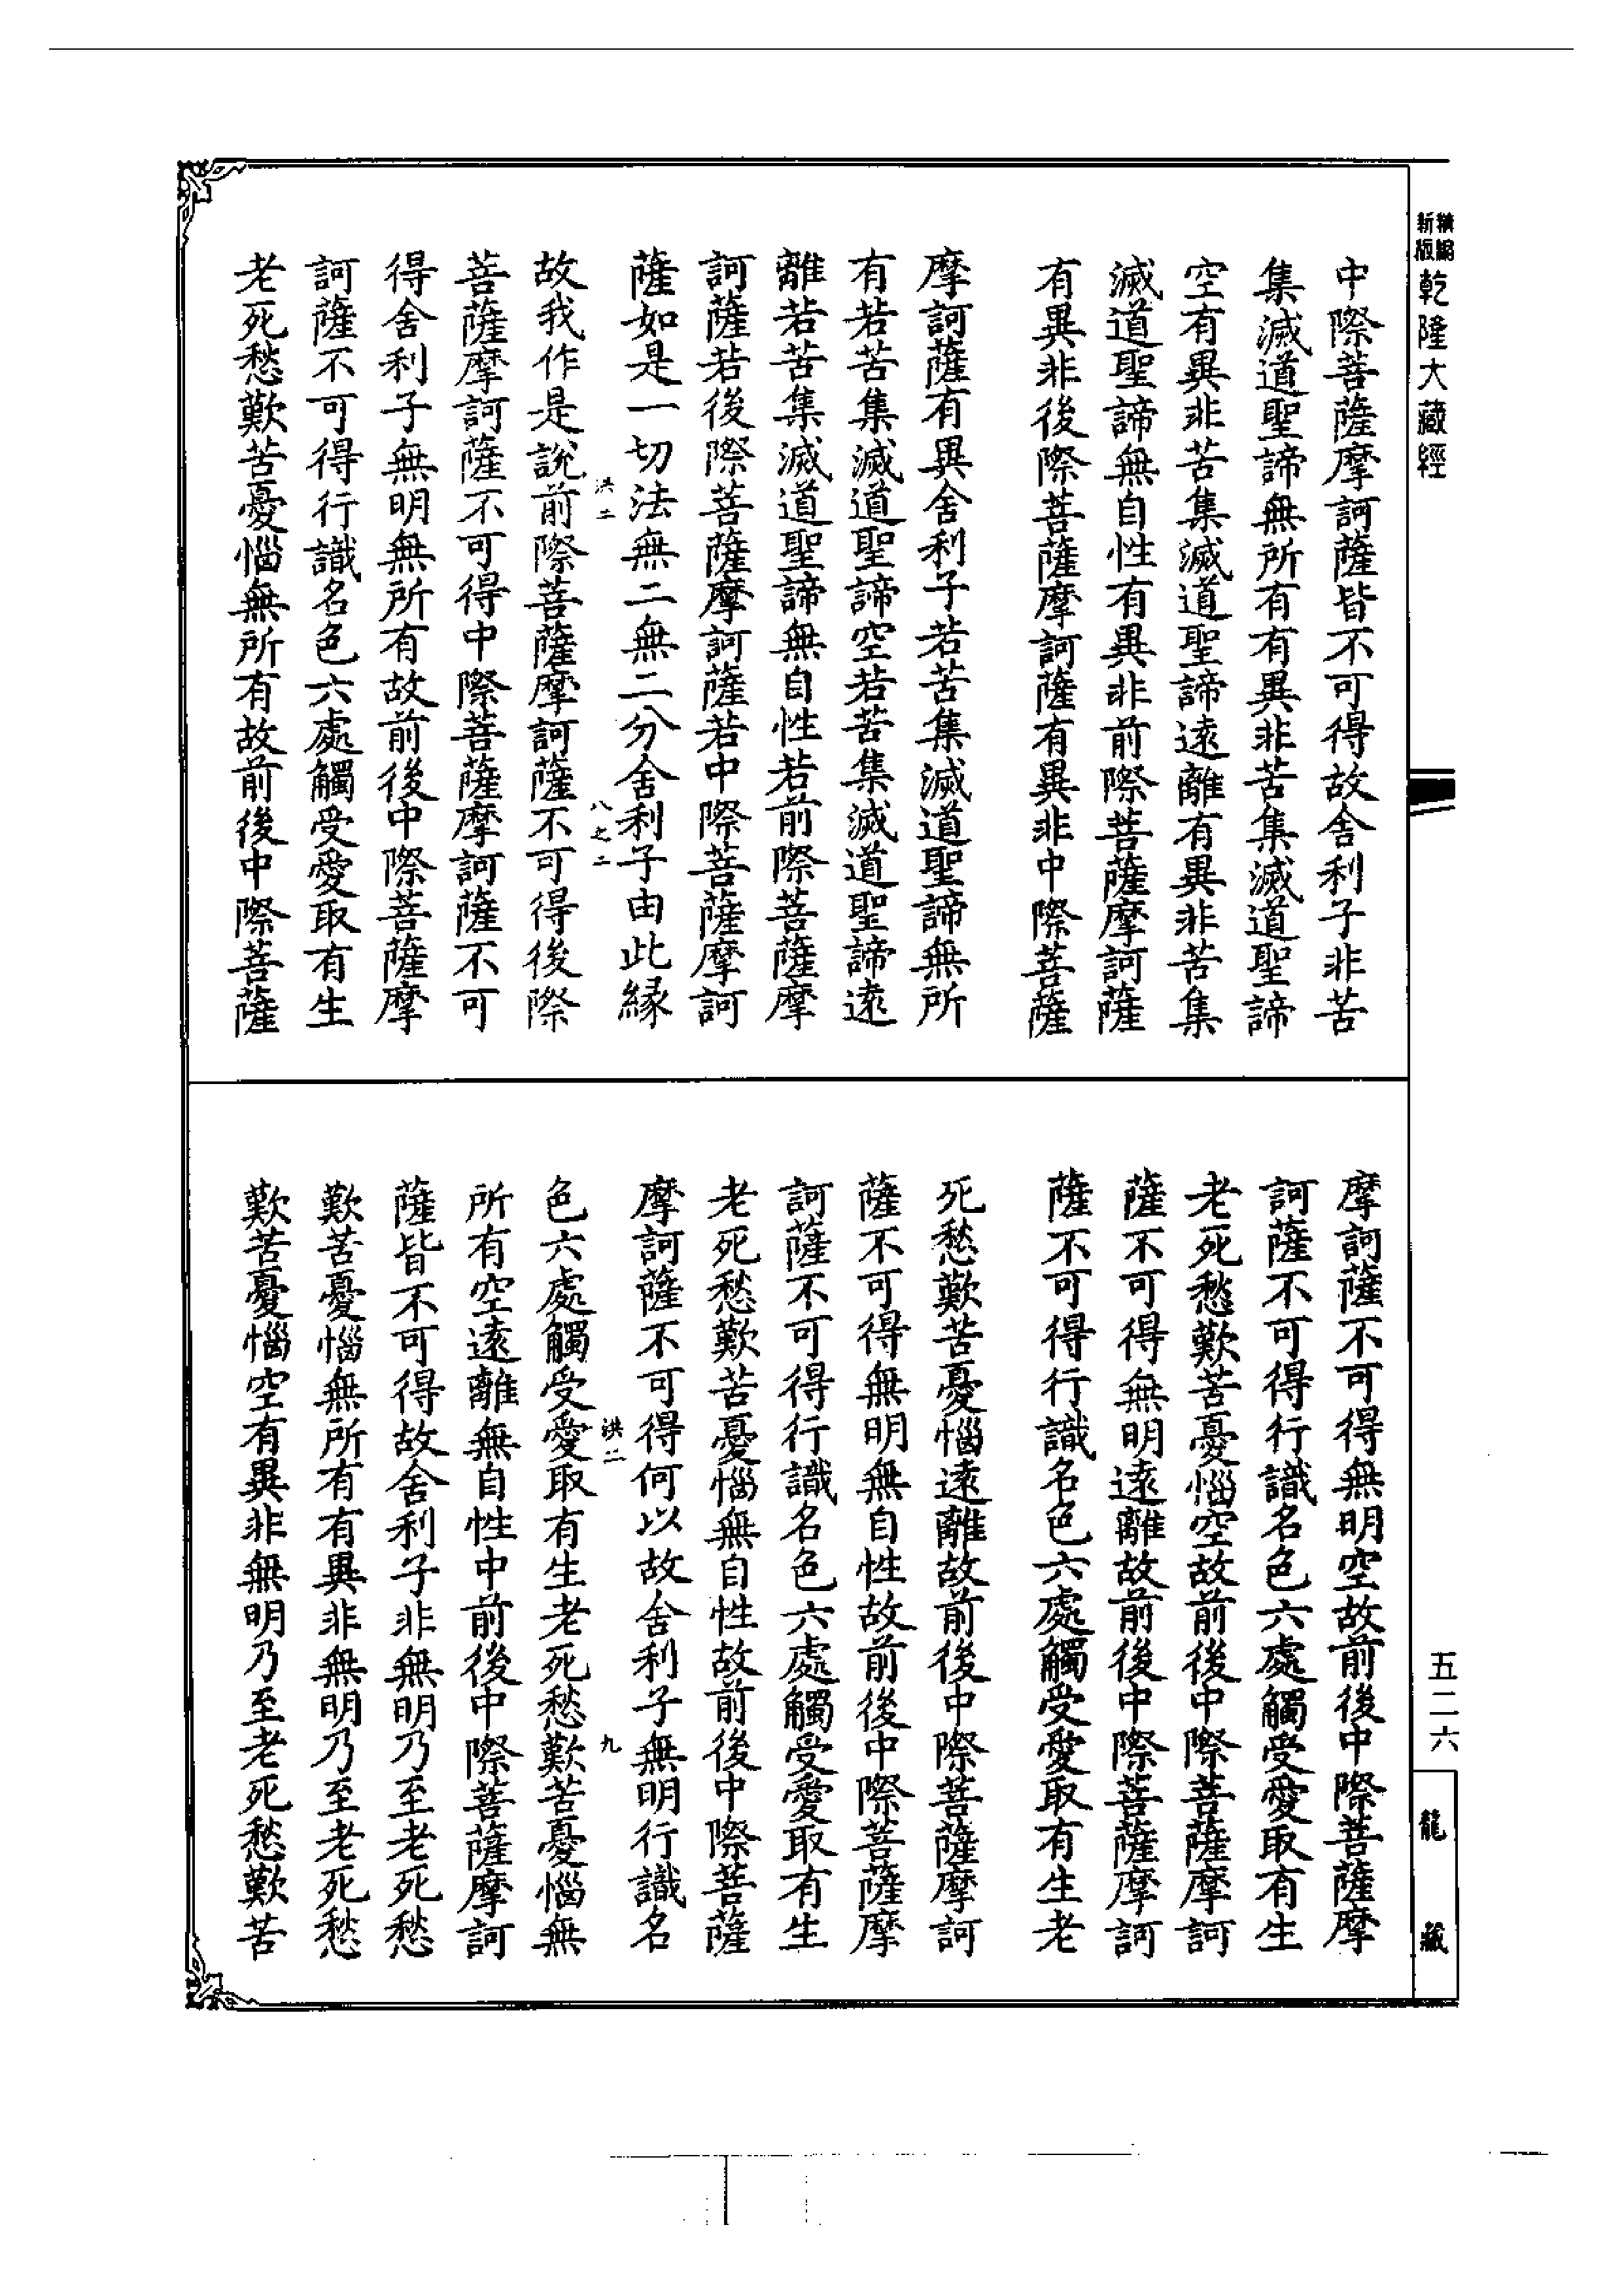 新版精縮
乾隆大藏經
中際菩薩摩訶薩皆不可得故舍利子非苦
集滅道聖諦無所有有異非苦集滅道聖諦
空有異非苦集滅道聖諦遠離有異非苦集
滅道聖諦無自性有異非前際菩薩摩訶薩
有異非後際菩薩摩訶薩有異非中際菩薩
摩訶薩有異舍利子若苦集滅道聖諦無所
有若苦集滅道聖諦空若苦集滅道聖諦遠
離若苦集滅道聖諦無自性若前際菩薩摩
訶薩若後際菩薩摩訶薩若中際菩薩摩訶
薩如是一切法無二無二分舍利子由此緣
洪二
八之二
故我作是說前際菩薩摩訶薩不可得後際
菩薩摩訶薩不可得中際菩薩摩訶薩不可
得舍利子無明無所有故前後中際菩薩摩
訶薩不可得行識名色六處觸受愛取有生
老死愁歎苦憂惱無所有故前後中際菩薩
摩訶薩不可得無明空故前後中際菩薩摩
訶薩不可得行識名色六處觸受愛取有生
老死愁歎苦憂惱空故前後中際菩薩摩訶
薩不可得無明遠離故前後中際菩薩摩訶
薩不可得行識名色六處觸受愛取有生老
死愁歎苦憂惱遠離故前後中際菩薩摩訶
薩不可得無明無自性故前後中際菩薩摩
訶薩不可得行識名色六處觸受愛取有生
老死愁歎苦憂惱無自性故前後中際菩薩
摩訶薩不可得何以故舍利子無明行識名
洪二
九
色六處觸受愛取有生老死愁歎苦憂惱無
所有空遠離無自性中前後中際菩薩摩訶
薩皆不可得故舍利子非無明乃至老死愁
歎苦憂惱無所有有異非無明乃至老死愁
歎苦憂惱空有異非無明乃至老死愁歎苦
五二六
龍藏